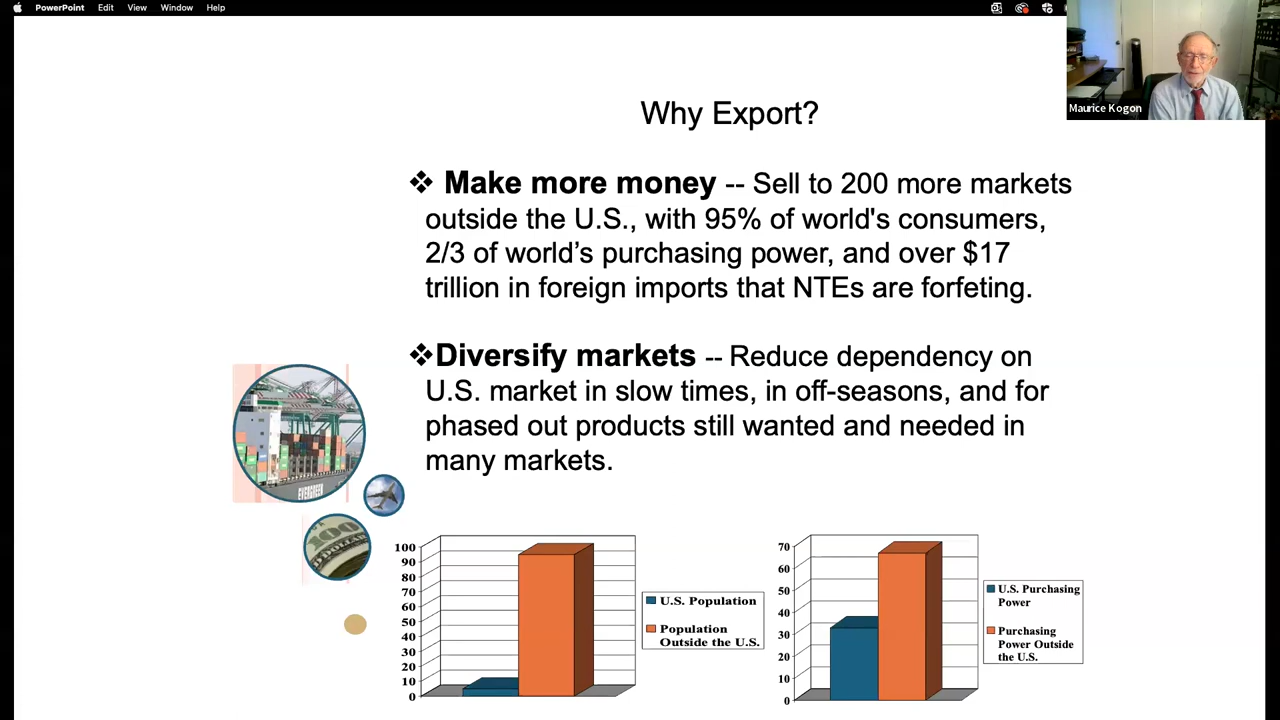 PowerPoint Edit View Window Help
Maurice Kogon
Why Export?
❖ Make more money -- Sell to 200 more markets
outside the U.S., with 95% of world's consumers,
2/3 of world’s purchasing power, and over $17
trillion in foreign imports that NTEs are forfeting.
❖Diversify markets -- Reduce dependency on
U.S. market in slow times, in off-seasons, and for
phased out products still wanted and needed in
many markets.
EVERGREEN
100
DOLLAR
100
90
80
70
60
50
40
30
20
10
0
U.S. Population
Population
Outside the U.S.
70
60
50
40
30
20
10
0
U.S. Purchasing
Power
Purchasing
Power Outside
the U.S.